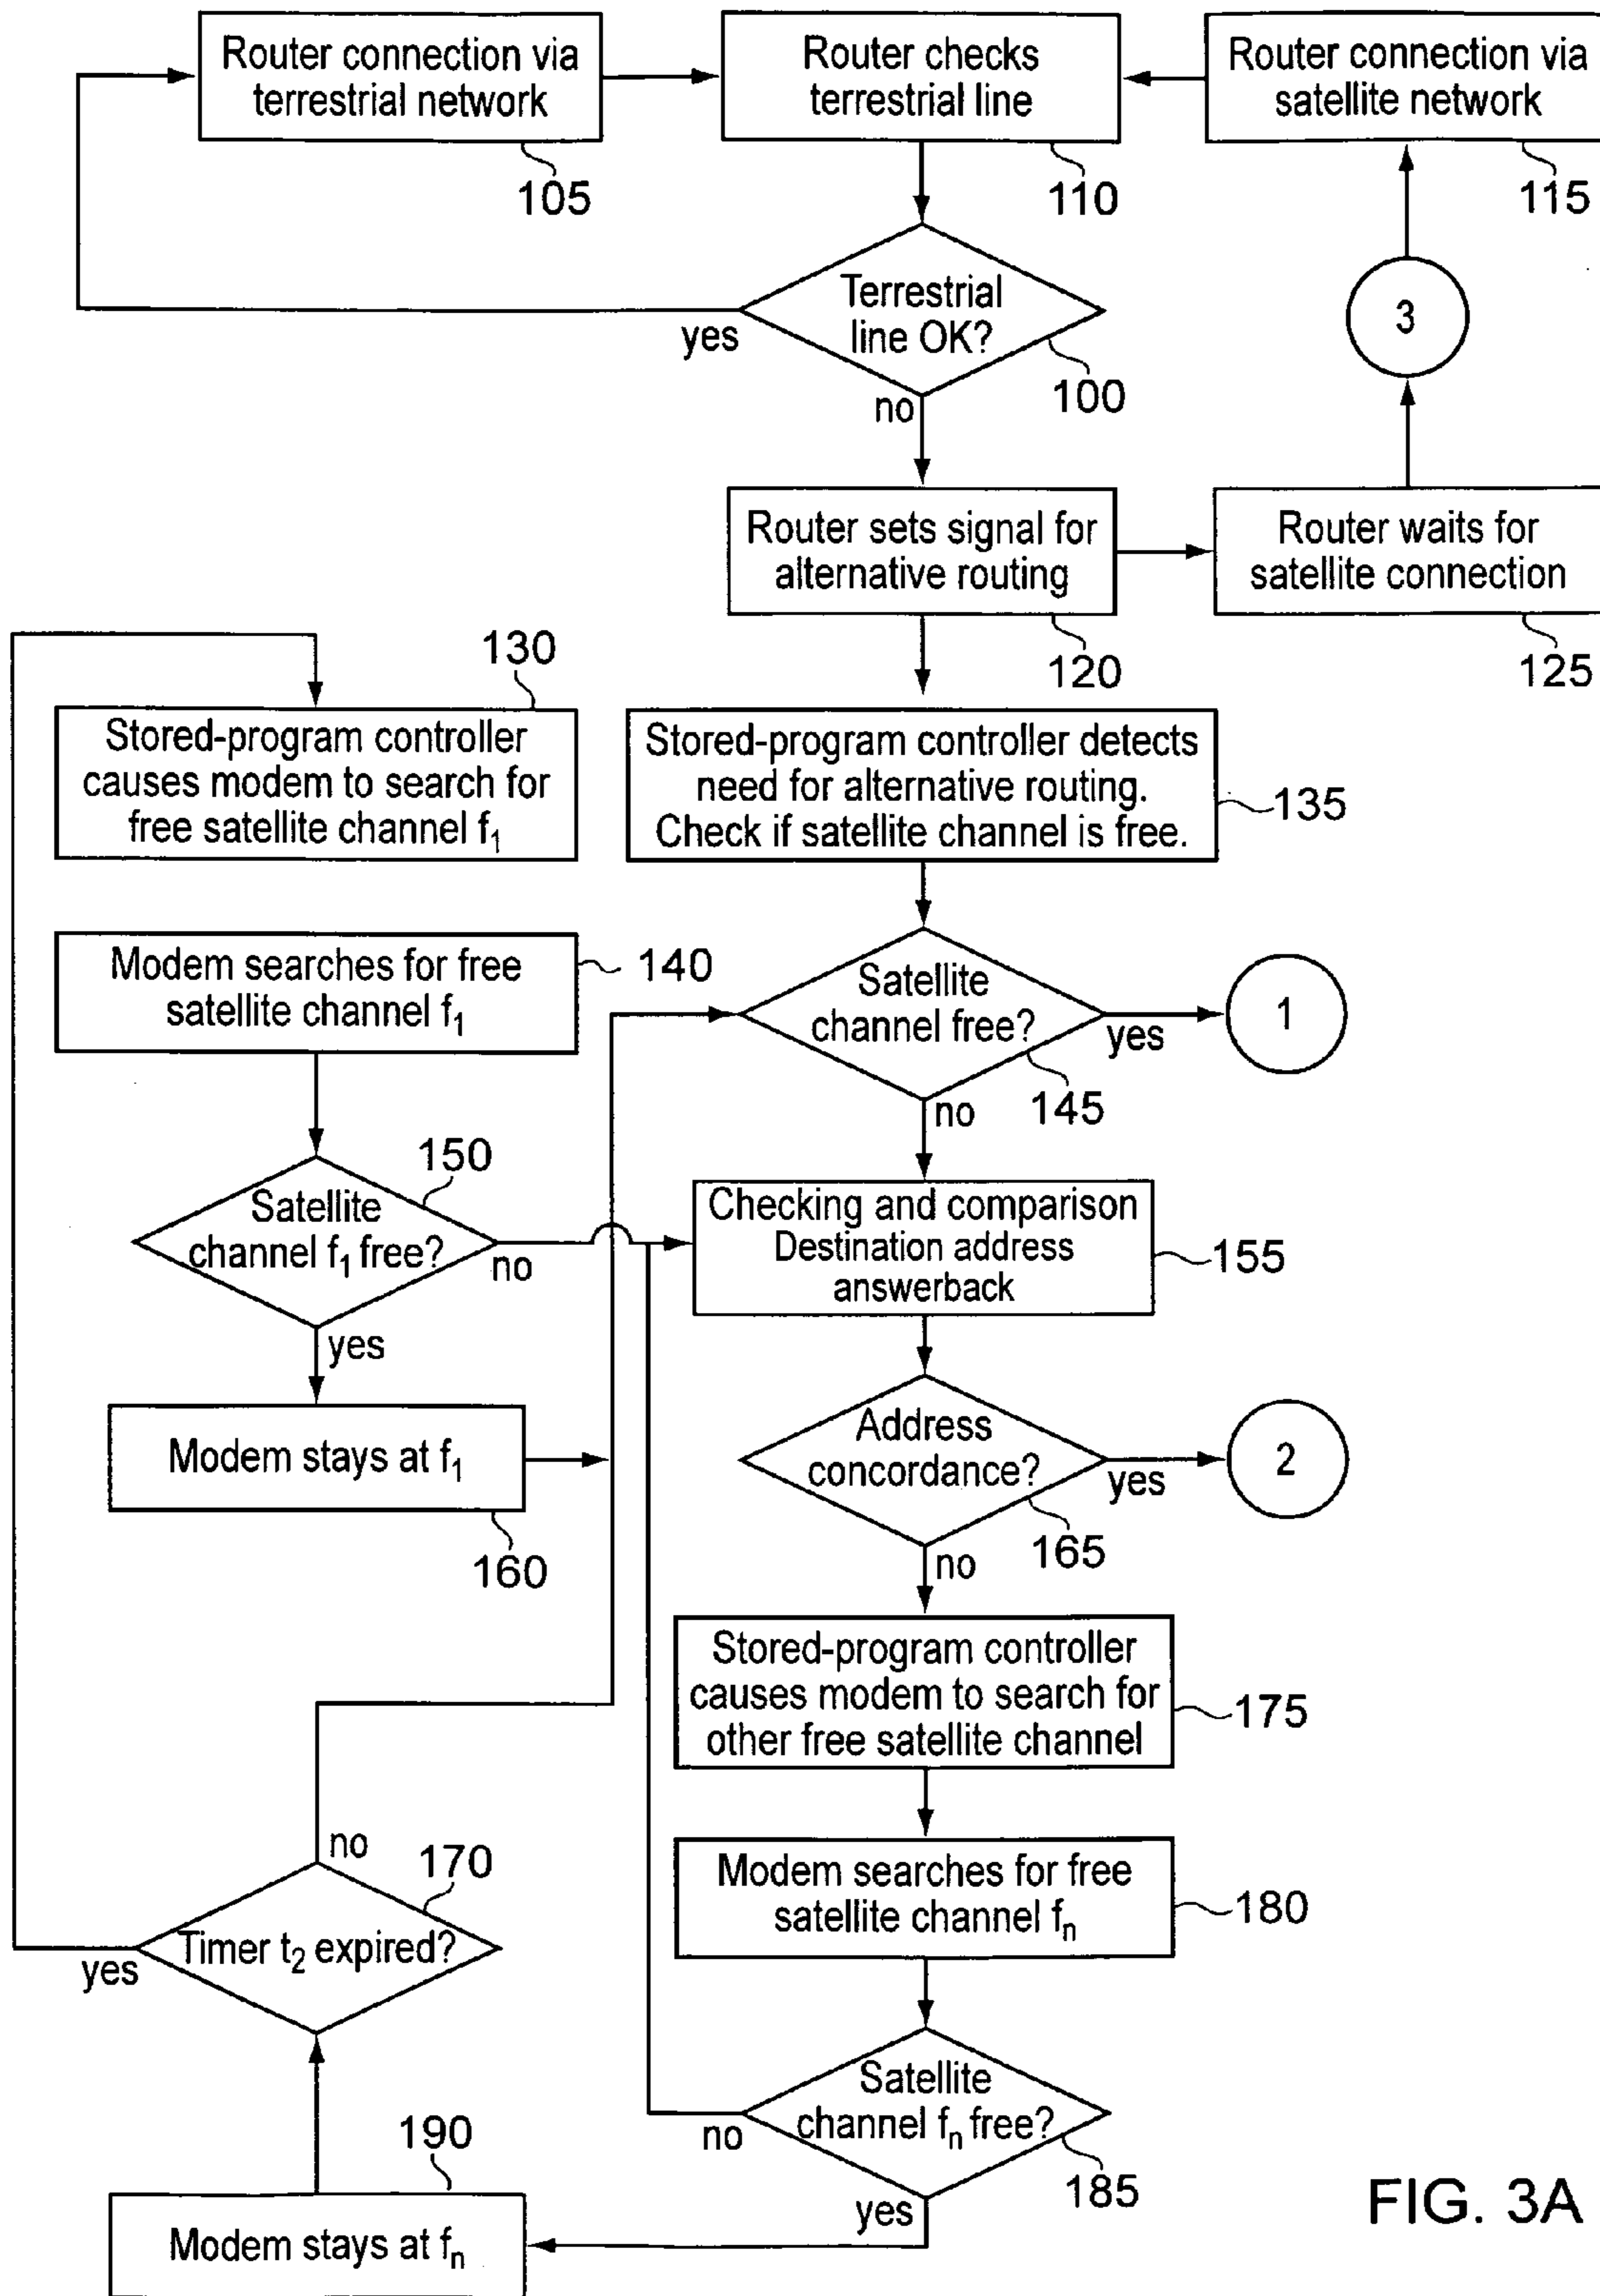 Router connection via
terrestrial network
105
Router checks
terrestrial line
110
Router connection via
satellite network
115
Terrestrial
line OK?
100
yes
no
3
Router sets signal for
alternative routing
120
Router waits for
satellite connection
125
130
Stored-program controller
causes modem to search for
free satellite channel f₁
Stored-program controller detects
need for alternative routing.
Check if satellite channel is free.
135
Modem searches for free
satellite channel f₁
140
Satellite
channel free?
145
yes
1
no
150
Satellite
channel f₁ free?
no
yes
Checking and comparison
Destination address
answerback
155
Modem stays at f₁
160
Address
concordance?
165
yes
2
no
Stored-program controller
causes modem to search for
other free satellite channel
175
no
170
Timer t₂ expired?
yes
Modem searches for free
satellite channel fₙ
180
Satellite
channel fₙ free?
185
no
yes
190
Modem stays at fₙ
FIG. 3A